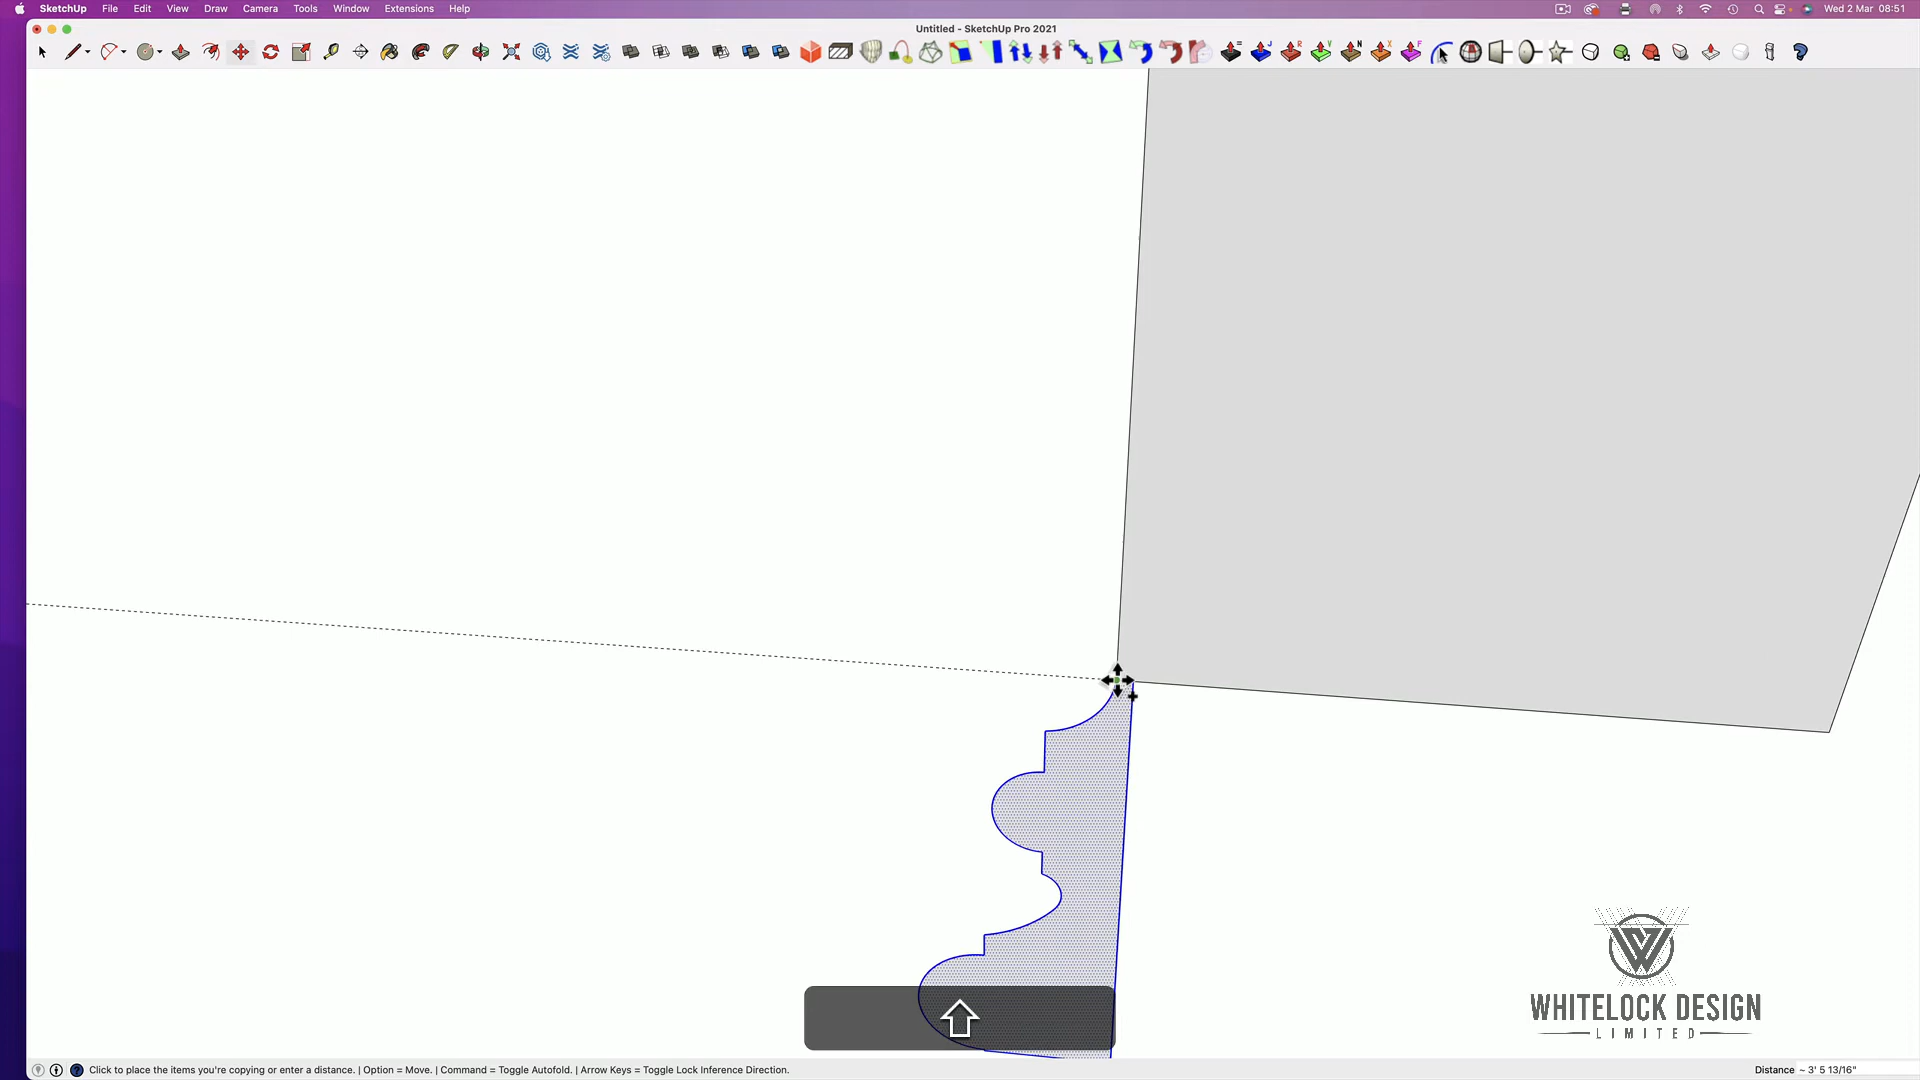 SketchUp File Edit View Draw Camera Tools Window Extensions Help Wed 2 Mar 08:51
Untitled - SketchUp Pro 2021
WHITELOCK DESIGN
LIMITED
Click to place the items you're copying or enter a distance. | Option = Move. | Command = Toggle Autofold. | Arrow Keys = Toggle Lock Inference Direction. Distance ~ 3' 5 13/16"